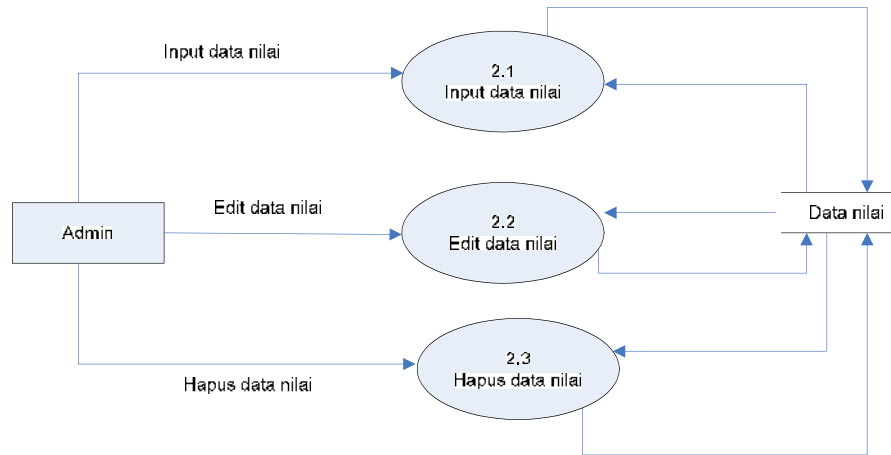 Input data nilai
2.1
Input data nilai
Edit data nilai
Admin
2.2
Edit data nilai
Data nilai
Hapus data nilai
2.3
Hapus data nilai